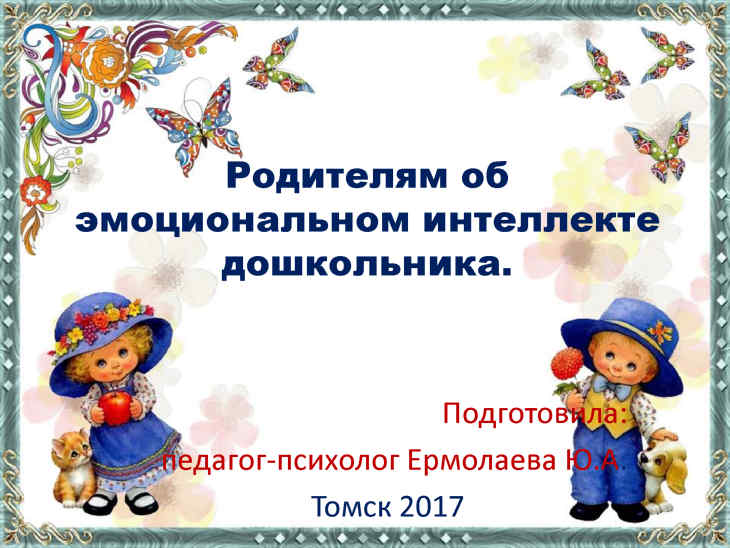 Родителям об
эмоциональном интеллекте
дошкольника.
Подготовила:
педагог-психолог Ермолаева Ю.А.
Томск 2017